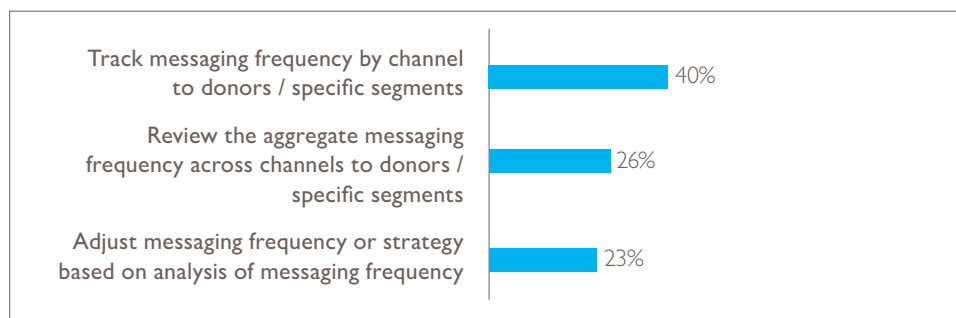 Track messaging frequency by channel
to donors / specific segments
40%
Review the aggregate messaging
frequency across channels to donors /
specific segments
26%
Adjust messaging frequency or strategy
based on analysis of messaging frequency
23%